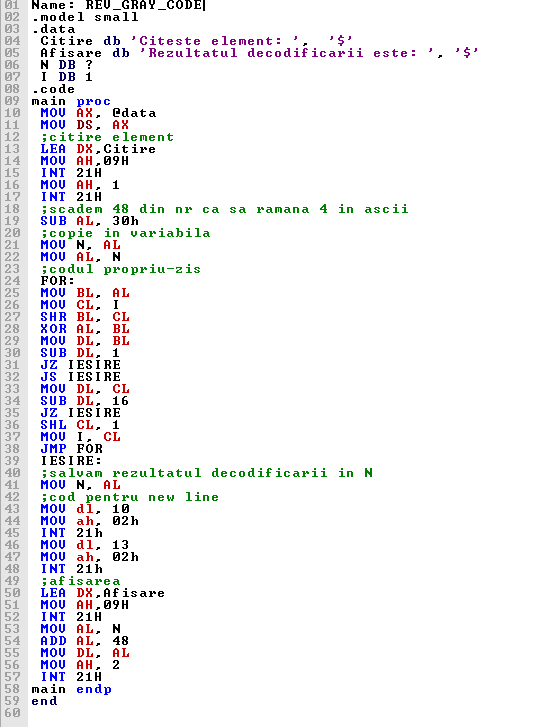 01 Name: REV_GRAY_CODE
02 .model small
03 .data
04 Citire db 'Citeste element: ', '$'
05 Afisare db 'Rezultatul decodificarii este: ', '$'
06 N DB ?
07 I DB 1
08 .code
09 main proc
10 MOV AX, @data
11 MOV DS, AX
12 ;citire element
13 LEA DX,Citire
14 MOV AH,09H
15 INT 21H
16 MOV AH, 1
17 INT 21H
18 ;scadem 48 din nr ca sa ramana 4 in ascii
19 SUB AL, 30h
20 ;copie in variabila
21 MOV N, AL
22 MOV AL, N
23 ;codul propriu-zis
24 FOR:
25 MOV BL, AL
26 MOV CL, I
27 SHR BL, CL
28 XOR AL, BL
29 MOV DL, BL
30 SUB DL, 1
31 JZ IESIRE
32 JS IESIRE
33 MOV DL, CL
34 SUB DL, 16
35 JZ IESIRE
36 SHL CL, 1
37 MOV I, CL
38 JMP FOR
39 IESIRE:
40 ;salvam rezultatul decodificarii in N
41 MOV N, AL
42 ;cod pentru new line
43 MOV dl, 10
44 MOV ah, 02h
45 INT 21h
46 MOV dl, 13
47 MOV ah, 02h
48 INT 21h
49 ;afisarea
50 LEA DX,Afisare
51 MOV AH,09H
52 INT 21H
53 MOV AL, N
54 ADD AL, 48
55 MOV DL, AL
56 MOV AH, 2
57 INT 21H
58 main endp
59 end
60